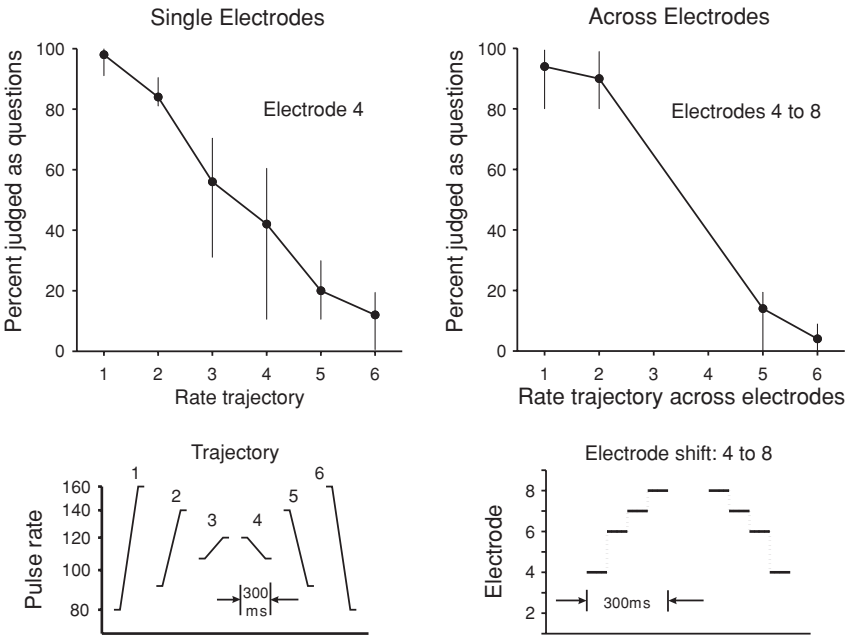 Single Electrodes
Percent judged as questions
100
80
60
40
20
0
Electrode 4
1 2 3 4 5 6
Rate trajectory
Across Electrodes
Percent judged as questions
100
80
60
40
20
0
Electrodes 4 to 8
1 2 3 4 5 6
Rate trajectory across electrodes
Trajectory
Pulse rate
160
140
120
100
80
1
2
3
4
5
6
300
ms
Electrode shift: 4 to 8
Electrode
8
6
4
2
300ms